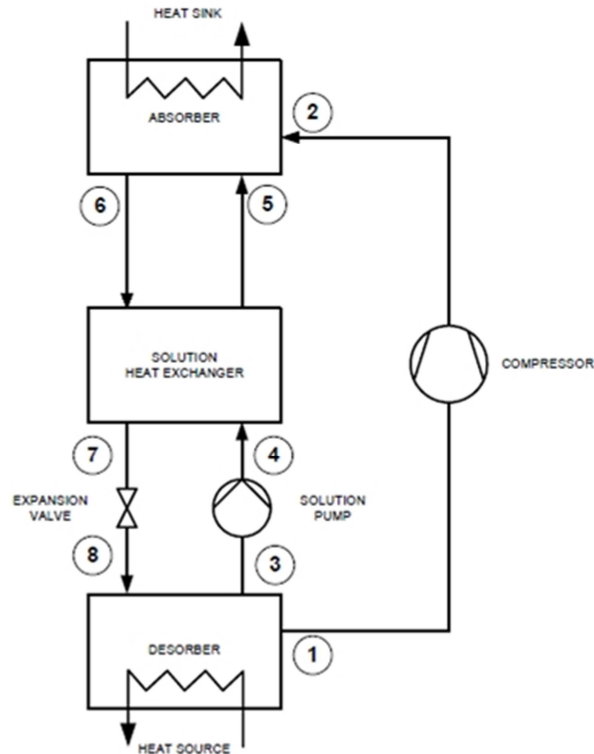 HEAT SINK
ABSORBER
2
6
5
SOLUTION
HEAT EXCHANGER
COMPRESSOR
7
4
EXPANSION
VALVE
SOLUTION
PUMP
8
3
DESORBER
1
HEAT SOURCE